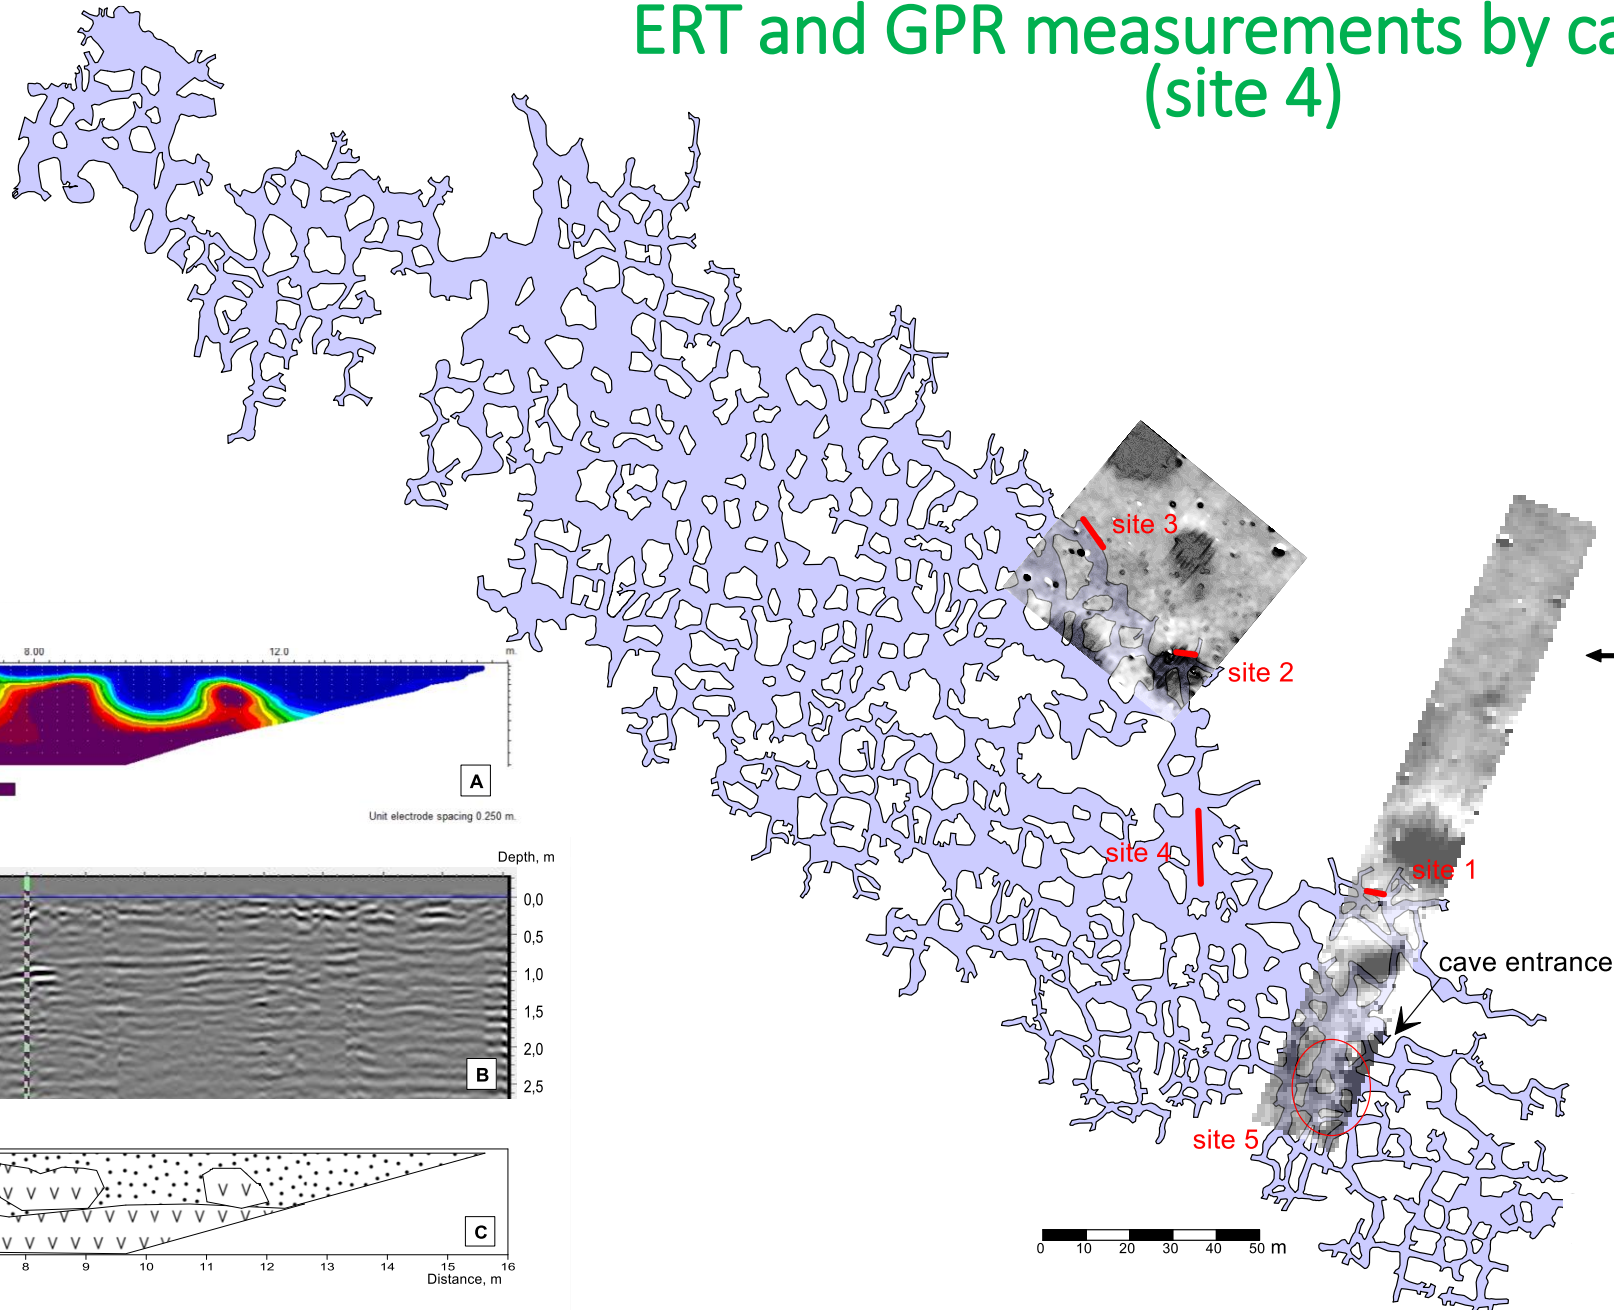 ERT and GPR measurements by ca
(site 4)
site 3
site 2
8.00 12.0 m.
A
Unit electrode spacing 0.250 m.
site 4
site 1
Depth, m
0,0
0,5
1,0
1,5
2,0
2,5
B
cave entrance
site 5
C
8 9 10 11 12 13 14 15 16
Distance, m
0 10 20 30 40 50 m